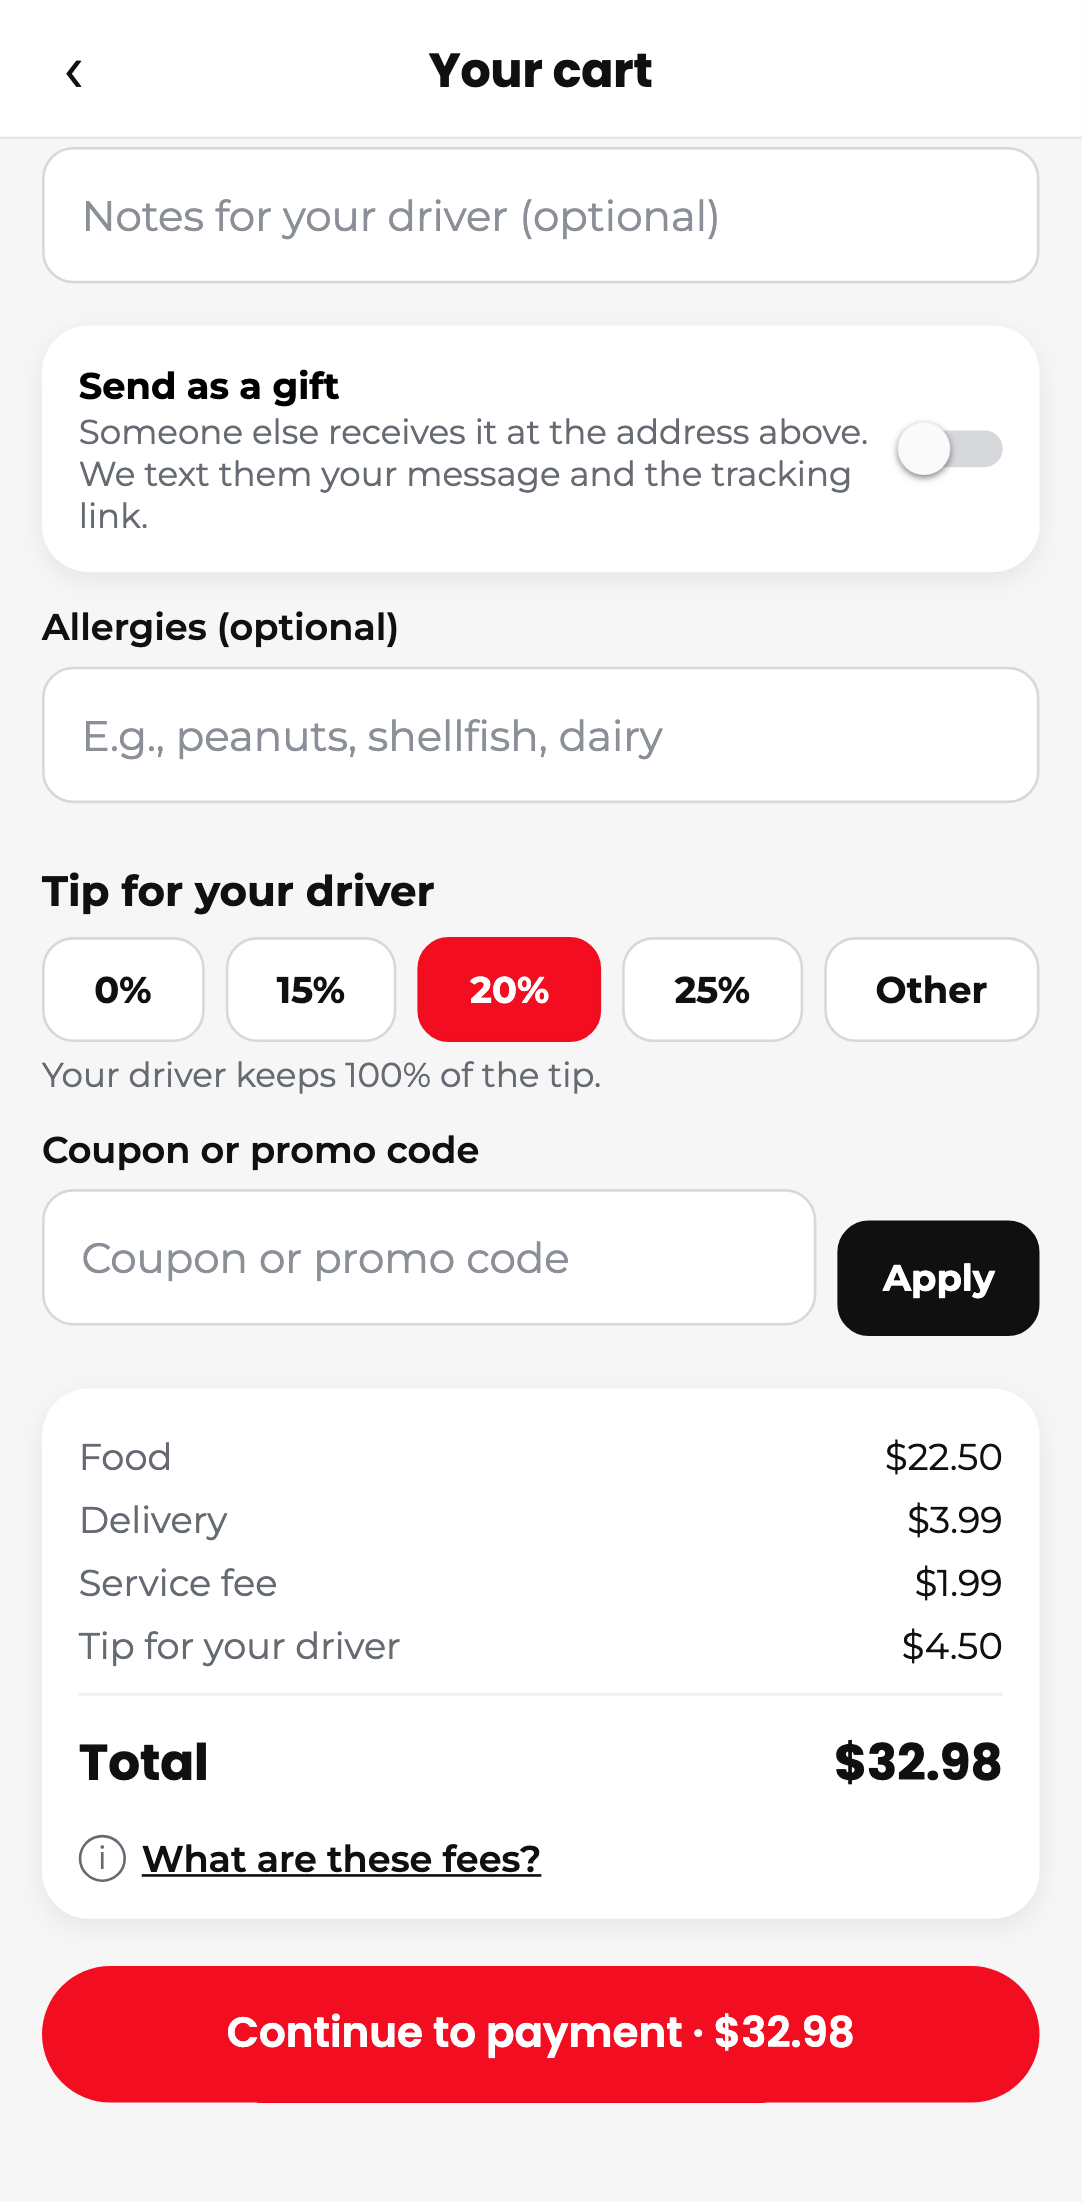 Your cart
Notes for your driver (optional)
Send as a gift
Someone else receives it at the address above.
We text them your message and the tracking
link.
Allergies (optional)
E.g., peanuts, shellfish, dairy
Tip for your driver
0% 15% 20% 25% Other
Your driver keeps 100% of the tip.
Coupon or promo code
Coupon or promo code Apply
Food $22.50
Delivery $3.99
Service fee $1.99
Tip for your driver $4.50
Total $32.98
What are these fees?
Continue to payment · $32.98